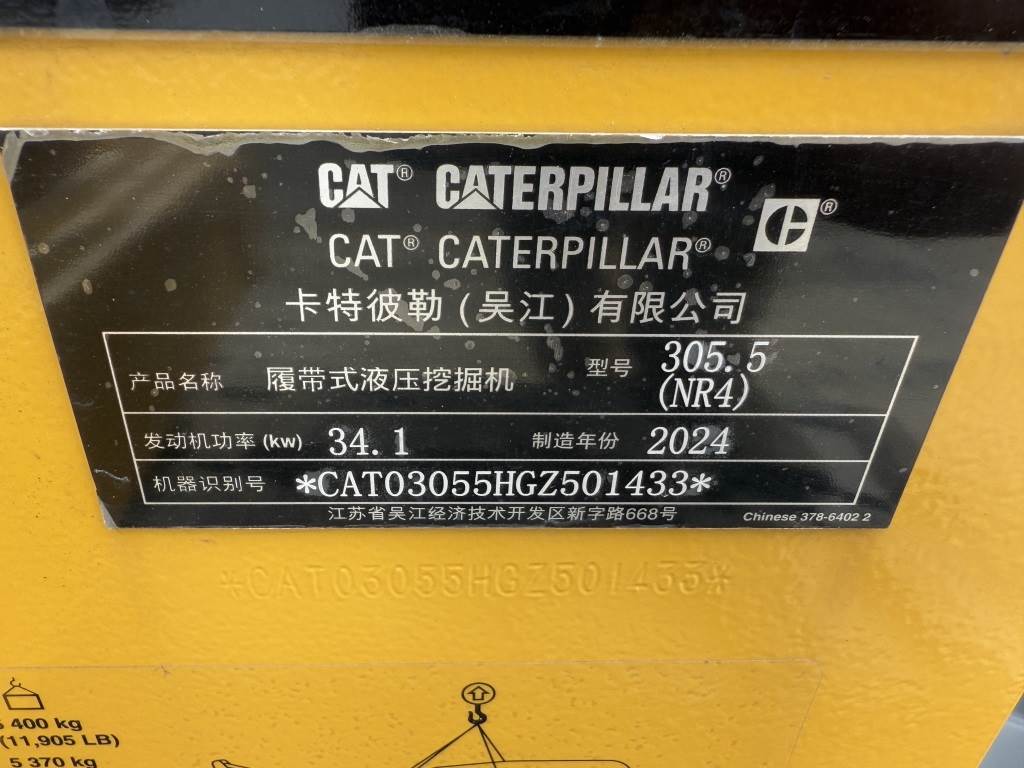 CAT® CATERPILLAR®
CAT® CATERPILLAR®
卡特彼勒（吴江）有限公司
产品名称 履带式液压挖掘机 型号 305.5 (NR4)
发动机功率 (kw) 34.1 制造年份 2024
机器识别号 *CAT03055HGZ501433*
江苏省吴江经济技术开发区新字路668号 Chinese 378-6402 2
*CAT03055HGZ501433*
400 kg
(11,905 LB)
5 370 kg